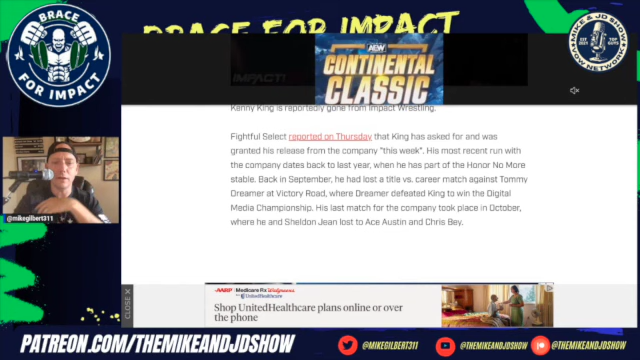 BRACE FOR IMPACT
BRACE
FOR IMPACT
MIKE & JD SHOW
EST 2021
TOP GUYS
WOW NETWORK
AEW
CONTINENTAL
CLASSIC
IMPACT!
Kenny King is reportedly gone from Impact Wrestling.
Fightful Select reported on Thursday that King has asked for and was
granted his release from the company "this week". His most recent run with
the company dates back to last year, when he has part of the Honor No More
stable. Back in September, he had lost a title vs. career match against Tommy
Dreamer at Victory Road, where Dreamer defeated King to win the Digital
Media Championship. His last match for the company took place in October,
where he and Sheldon Jean lost to Ace Austin and Chris Bey.
@mikegilbert311
CLOSE X
AARP Medicare Rx Walgreens
UnitedHealthcare
Shop UnitedHealthcare plans online or over
the phone
PATREON.COM/THEMIKEANDJDSHOW
@MIKEGILBERT311
@THEMIKEANDJDSHOW
@THEMIKEANDJDSHOW